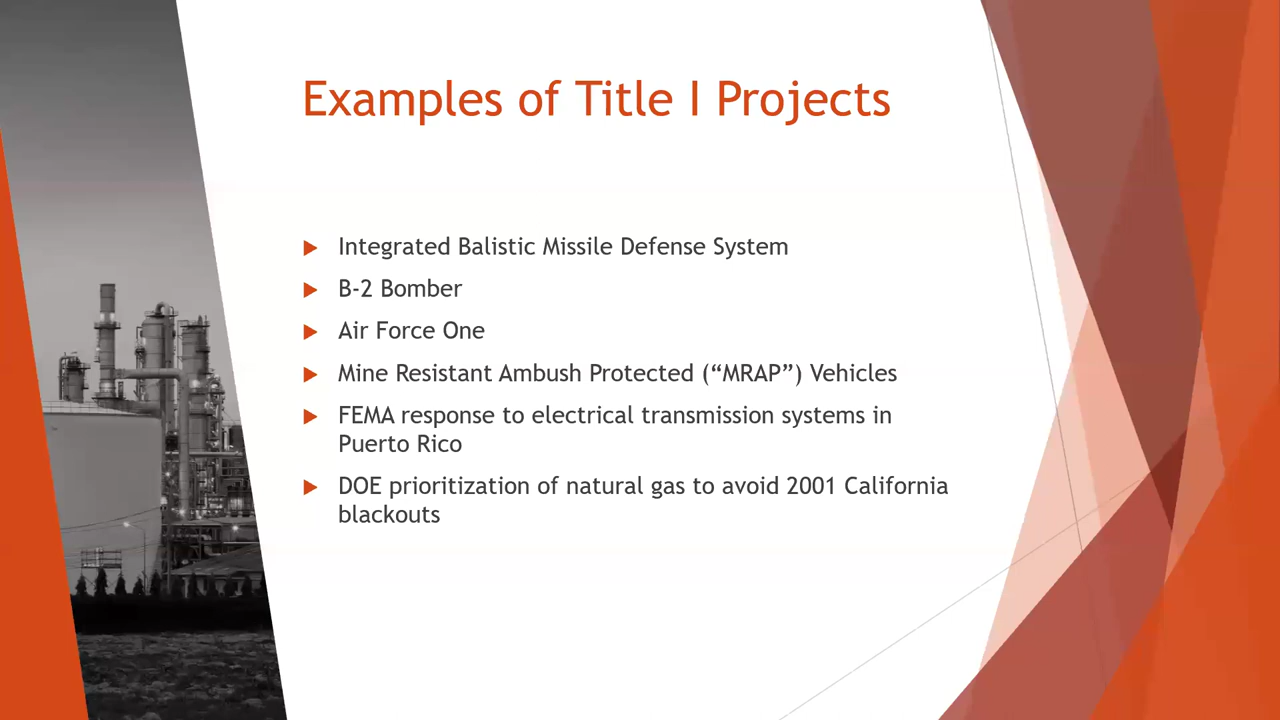 Examples of Title I Projects
Integrated Balistic Missile Defense System
B-2 Bomber
Air Force One
Mine Resistant Ambush Protected (“MRAP”) Vehicles
FEMA response to electrical transmission systems in
Puerto Rico
DOE prioritization of natural gas to avoid 2001 California
blackouts